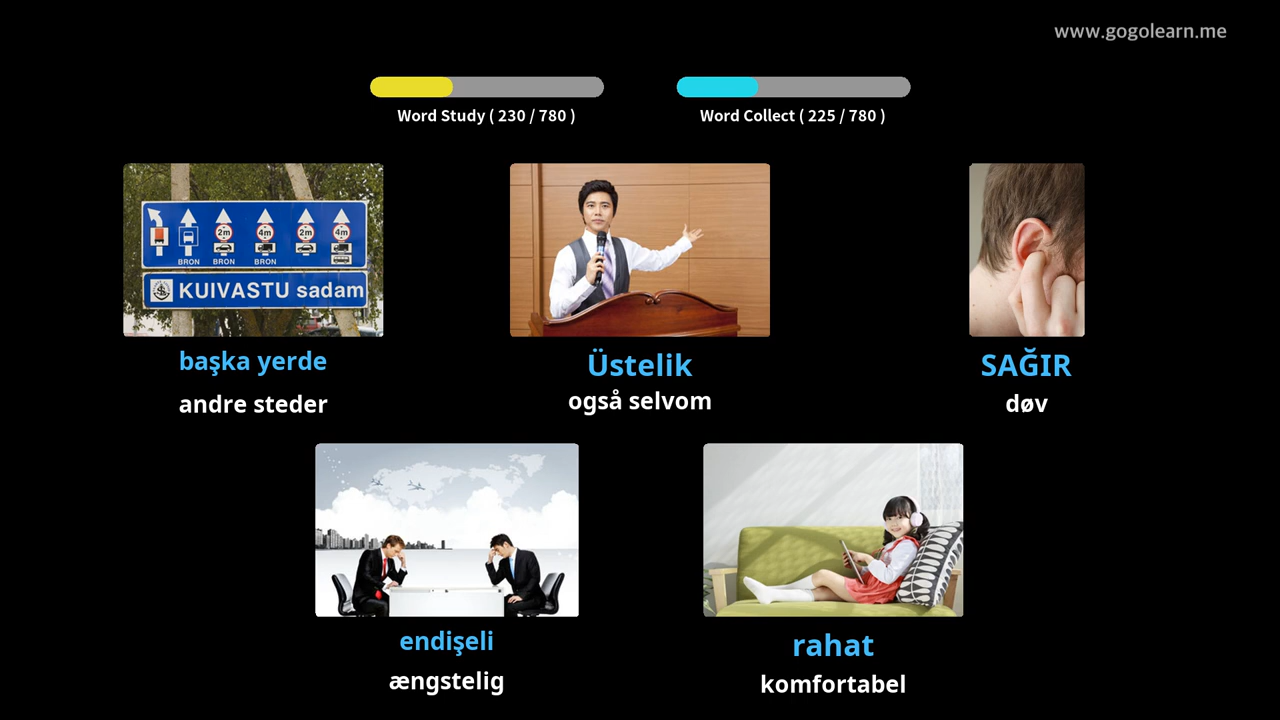 www.gogolearn.me
Word Study ( 230 / 780 )
Word Collect ( 225 / 780 )
2m
4m
2m
4m
BRON
BRON
BRON
KUIVASTU sadam
başka yerde
andre steder
Üstelik
også selvom
SAĞIR
døv
endişeli
ængstelig
rahat
komfortabel